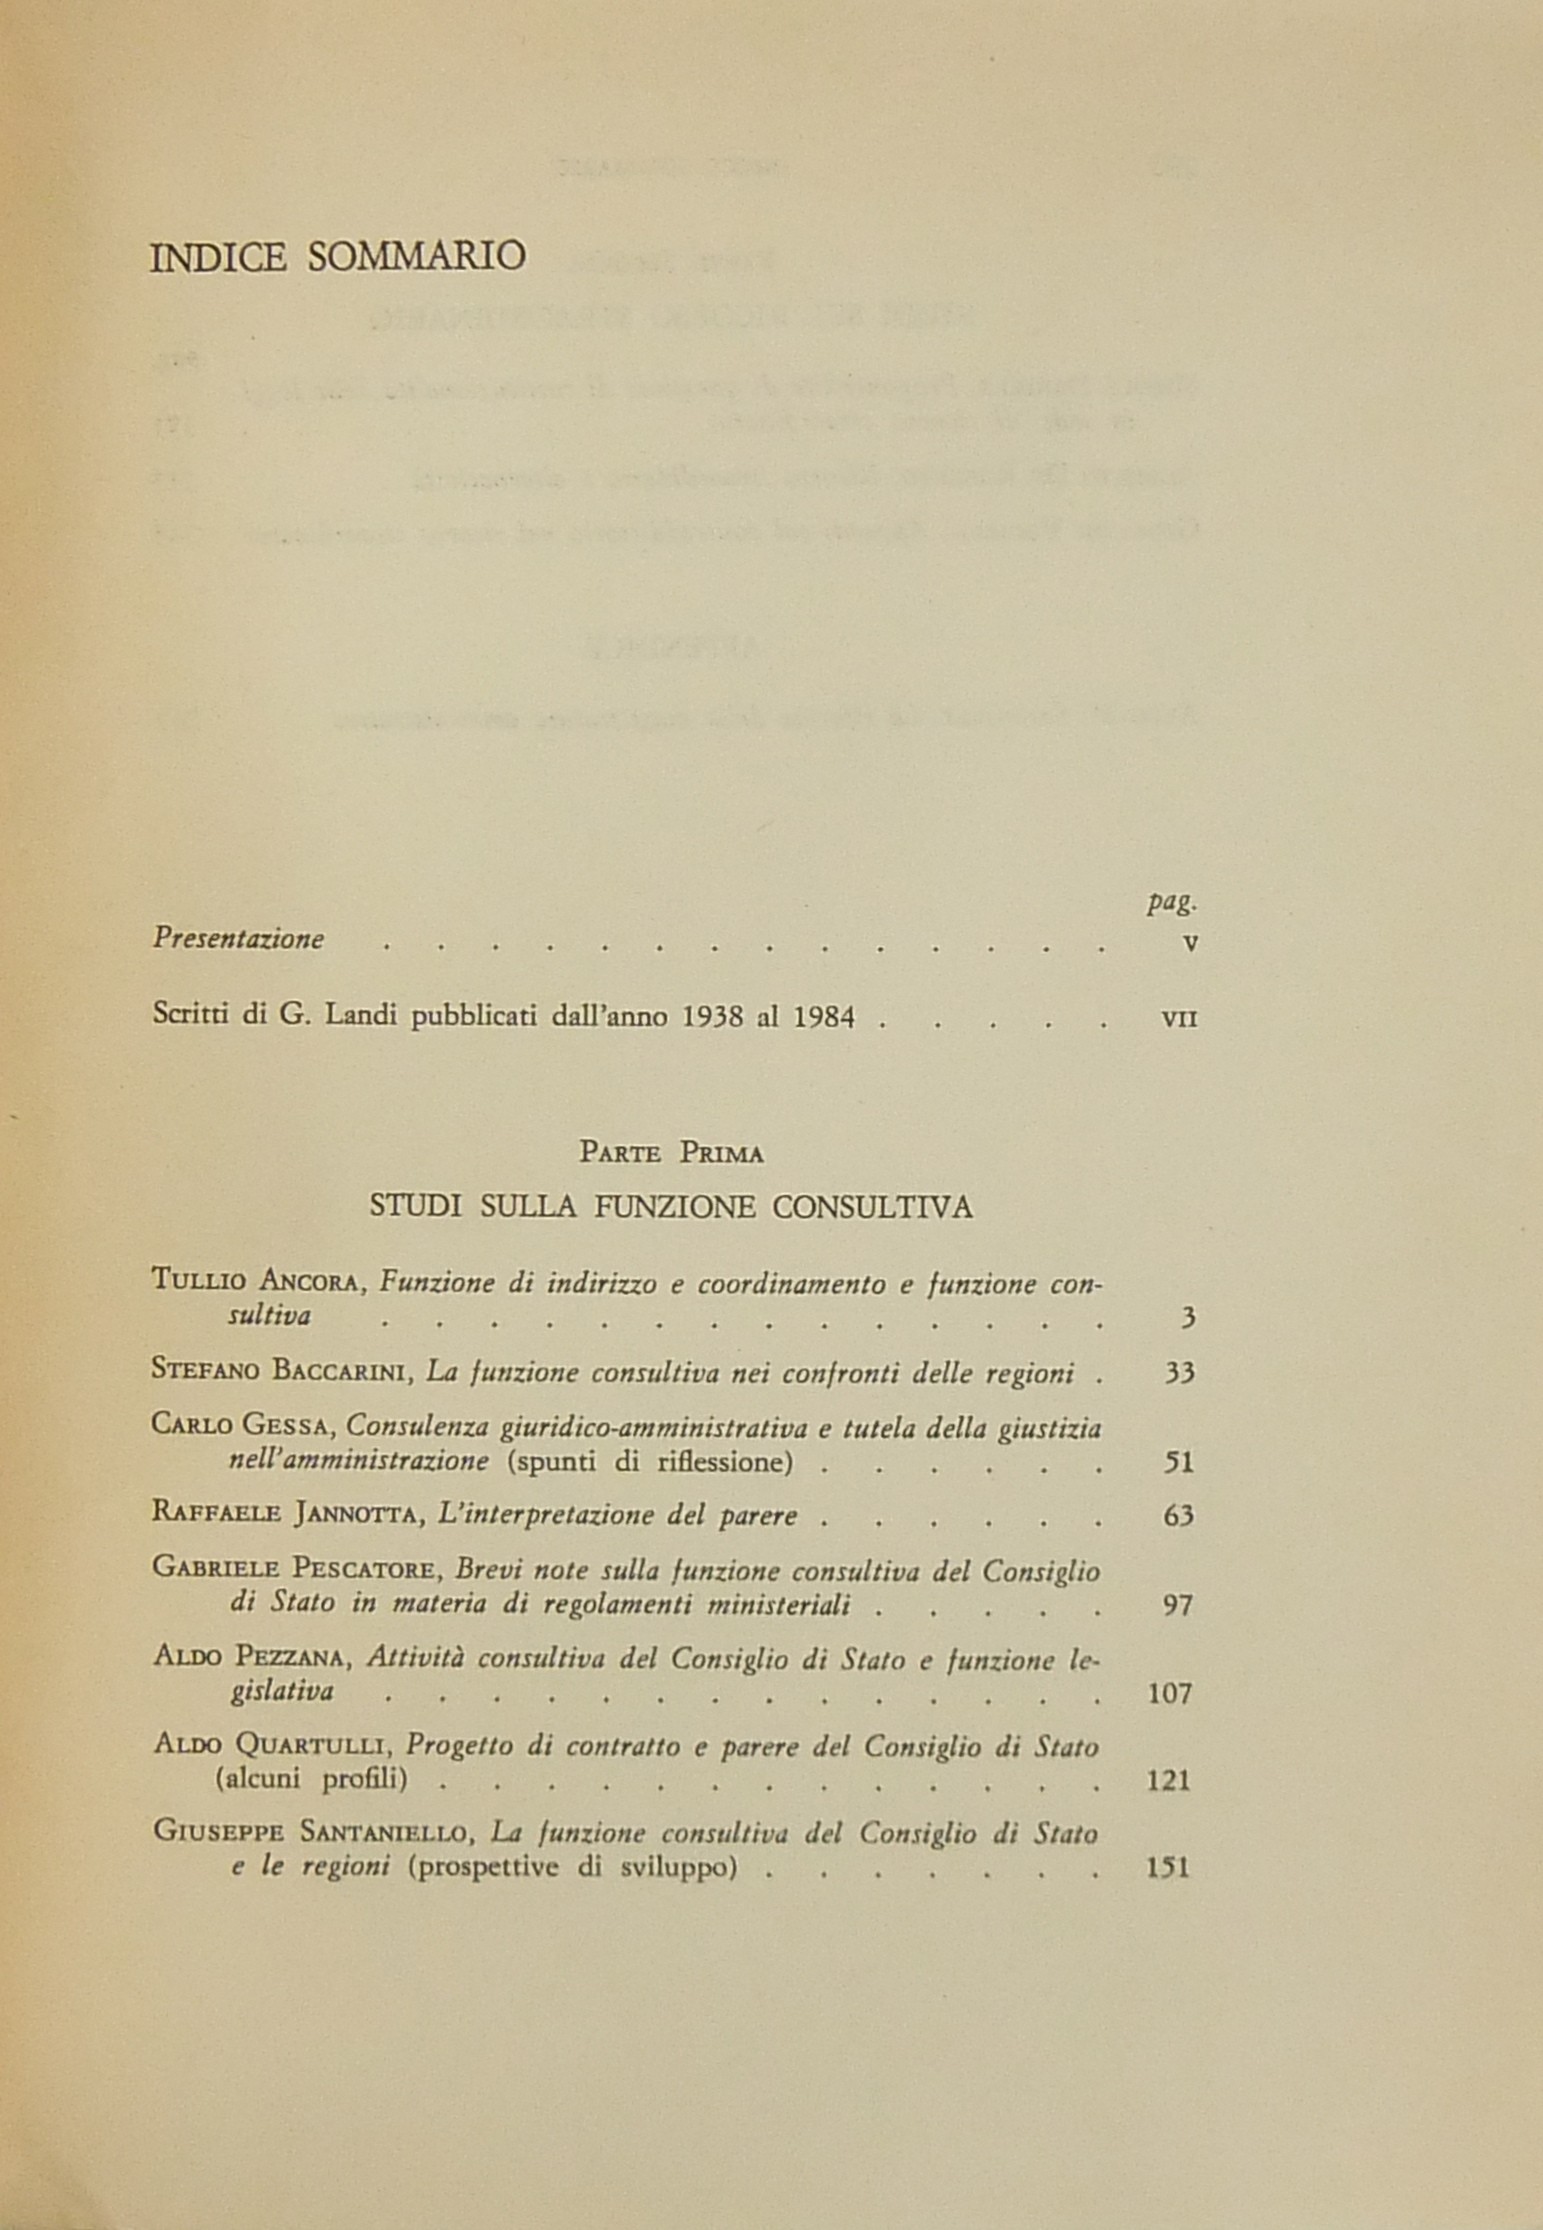 INDICE SOMMARIO
pag.
Presentazione . . . . . . . . . . . . . . V
Scritti di G. Landi pubblicati dall'anno 1938 al 1984 . . . . . VII
PARTE PRIMA
STUDI SULLA FUNZIONE CONSULTIVA
TULLIO ANCORA, Funzione di indirizzo e coordinamento e funzione con-
sultiva . . . . . . . . . . . . . . 3
STEFANO BACCARINI, La funzione consultiva nei confronti delle regioni . 33
CARLO GESSA, Consulenza giuridico-amministrativa e tutela della giustizia
nell'amministrazione (spunti di riflessione) . . . . . . 51
RAFFAELE JANNOTTA, L'interpretazione del parere . . . . . . 63
GABRIELE PESCATORE, Brevi note sulla funzione consultiva del Consiglio
di Stato in materia di regolamenti ministeriali . . . . . 97
ALDO PEZZANA, Attività consultiva del Consiglio di Stato e funzione le-
gislativa . . . . . . . . . . . . . . 107
ALDO QUARTULLI, Progetto di contratto e parere del Consiglio di Stato
(alcuni profili) . . . . . . . . . . . . . 121
GIUSEPPE SANTANIELLO, La funzione consultiva del Consiglio di Stato
e le regioni (prospettive di sviluppo) . . . . . . . 151